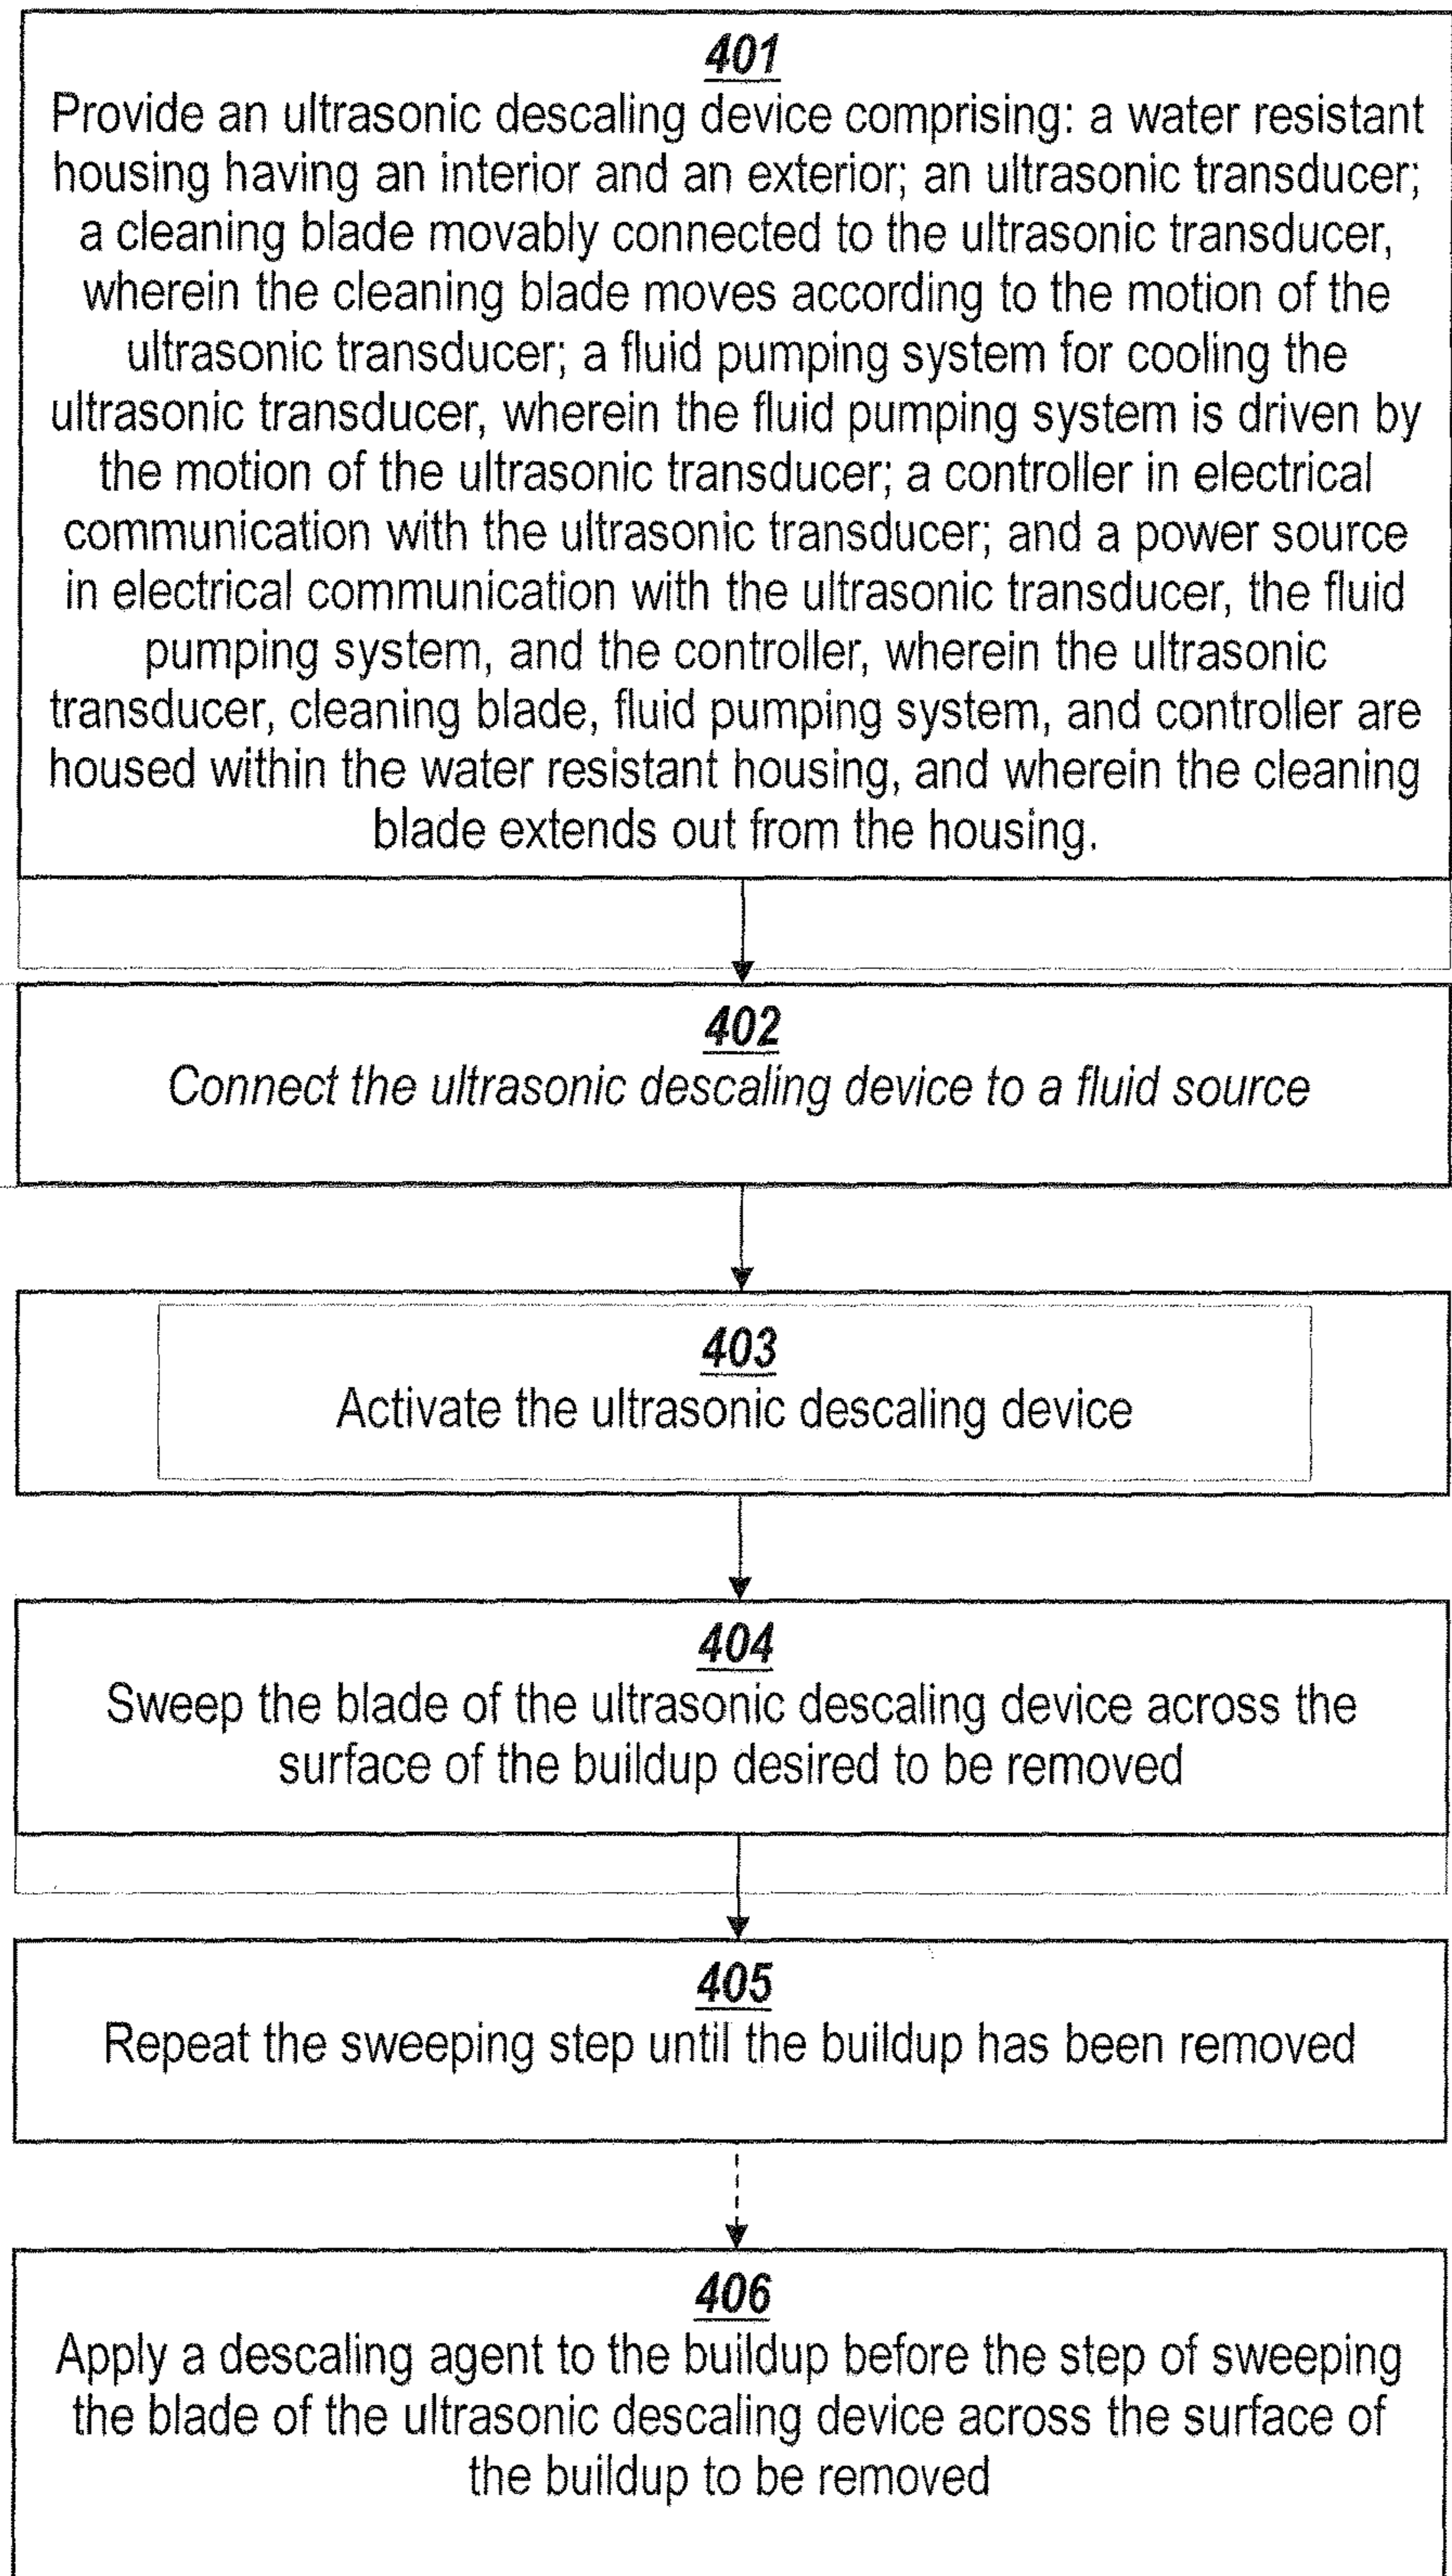 401
Provide an ultrasonic descaling device comprising: a water resistant
housing having an interior and an exterior; an ultrasonic transducer;
a cleaning blade movably connected to the ultrasonic transducer,
wherein the cleaning blade moves according to the motion of the
ultrasonic transducer; a fluid pumping system for cooling the
ultrasonic transducer, wherein the fluid pumping system is driven by
the motion of the ultrasonic transducer; a controller in electrical
communication with the ultrasonic transducer; and a power source
in electrical communication with the ultrasonic transducer, the fluid
pumping system, and the controller, wherein the ultrasonic
transducer, cleaning blade, fluid pumping system, and controller are
housed within the water resistant housing, and wherein the cleaning
blade extends out from the housing.
402
Connect the ultrasonic descaling device to a fluid source
403
Activate the ultrasonic descaling device
404
Sweep the blade of the ultrasonic descaling device across the
surface of the buildup desired to be removed
405
Repeat the sweeping step until the buildup has been removed
406
Apply a descaling agent to the buildup before the step of sweeping
the blade of the ultrasonic descaling device across the surface of
the buildup to be removed